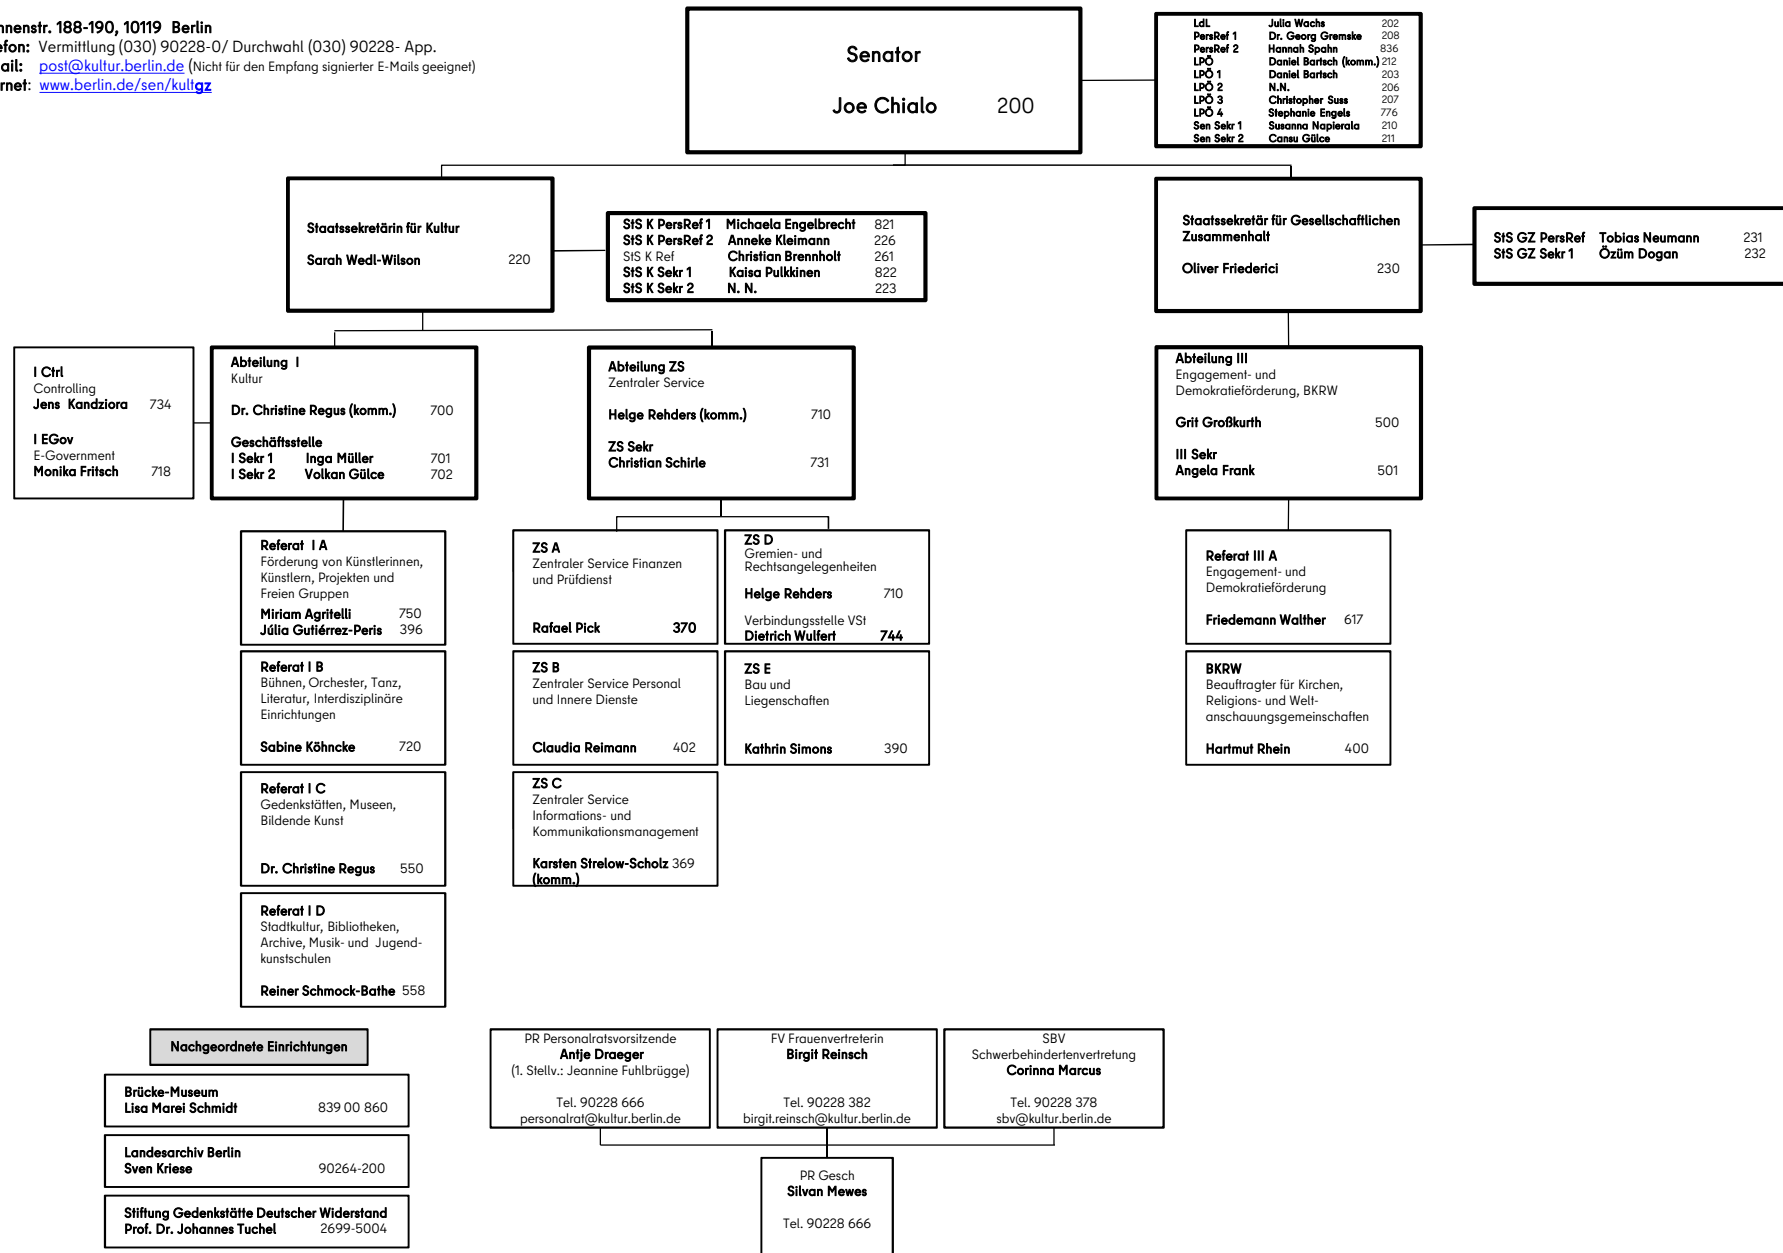 188-190, 10119 Berlin
Vermittlung (030) 90228-0/ Durchwahl (030) 90228- App.
post@kultur.berlin.de (Nicht für den Empfang signierter E-Mails geeignet)
www.berlin.de/sen/kultgz
Senator
Joe Chialo 200
LdL Julia Wachs 202
PersRef 1 Dr. Georg Gremske 208
PersRef 2 Hannah Spahn 836
LPÖ Daniel Bartsch (komm.) 212
LPÖ 1 Daniel Bartsch 203
LPÖ 2 N.N. 206
LPÖ 3 Christopher Suss 207
LPÖ 4 Stephanie Engels 776
Sen Sekr 1 Susanna Napierala 210
Sen Sekr 2 Cansu Gülce 211
Staatssekretärin für Kultur
Sarah Wedl-Wilson 220
StS K PersRef 1 Michaela Engelbrecht 821
StS K PersRef 2 Anneke Kleimann 226
StS K Ref Christian Brennholt 261
StS K Sekr 1 Kaisa Pulkkinen 822
StS K Sekr 2 N. N. 223
Staatssekretär für Gesellschaftlichen
Zusammenhalt
Oliver Friederici 230
StS GZ PersRef Tobias Neumann 231
StS GZ Sekr 1 Özüm Dogan 232
I Ctrl
Controlling
Jens Kandziora 734
I EGov
E-Government
Monika Fritsch 718
Abteilung I
Kultur
Dr. Christine Regus (komm.) 700
Geschäftsstelle
I Sekr 1 Inga Müller 701
I Sekr 2 Volkan Gülce 702
Abteilung ZS
Zentraler Service
Helge Rehders (komm.) 710
ZS Sekr
Christian Schirle 731
Abteilung III
Engagement- und
Demokratieförderung, BKRW
Grit Großkurth 500
III Sekr
Angela Frank 501
Referat I A
Förderung von Künstlerinnen,
Künstlern, Projekten und
Freien Gruppen
Miriam Agritelli 750
Júlia Gutiérrez-Peris 396
Referat I B
Bühnen, Orchester, Tanz,
Literatur, Interdisziplinäre
Einrichtungen
Sabine Köhncke 720
Referat I C
Gedenkstätten, Museen,
Bildende Kunst
Dr. Christine Regus 550
Referat I D
Stadtkultur, Bibliotheken,
Archive, Musik- und Jugend-
kunstschulen
Reiner Schmock-Bathe 558
ZS A
Zentraler Service Finanzen
und Prüfdienst
Rafael Pick 370
ZS B
Zentraler Service Personal
und Innere Dienste
Claudia Reimann 402
ZS C
Zentraler Service
Informations- und
Kommunikationsmanagement
Karsten Strelow-Scholz 369
(komm.)
ZS D
Gremien- und
Rechtsangelegenheiten
Helge Rehders 710
Verbindungsstelle VSt
Dietrich Wulfert 744
ZS E
Bau und
Liegenschaften
Kathrin Simons 390
Referat III A
Engagement- und
Demokratieförderung
Friedemann Walther 617
BKRW
Beauftragter für Kirchen,
Religions- und Welt-
anschauungsgemeinschaften
Hartmut Rhein 400
Nachgeordnete Einrichtungen
Brücke-Museum
Lisa Marei Schmidt 839 00 860
Landesarchiv Berlin
Sven Kriese 90264-200
Stiftung Gedenkstätte Deutscher Widerstand
Prof. Dr. Johannes Tuchel 2699-5004
PR Personalratsvorsitzende
Antje Draeger
(1. Stellv.: Jeannine Fuhlbrügge)
Tel. 90228 666
personalrat@kultur.berlin.de
FV Frauenvertreterin
Birgit Reinsch
Tel. 90228 382
birgit.reinsch@kultur.berlin.de
SBV
Schwerbehindertenvertretung
Corinna Marcus
Tel. 90228 378
sbv@kultur.berlin.de
PR Gesch
Silvan Mewes
Tel. 90228 666